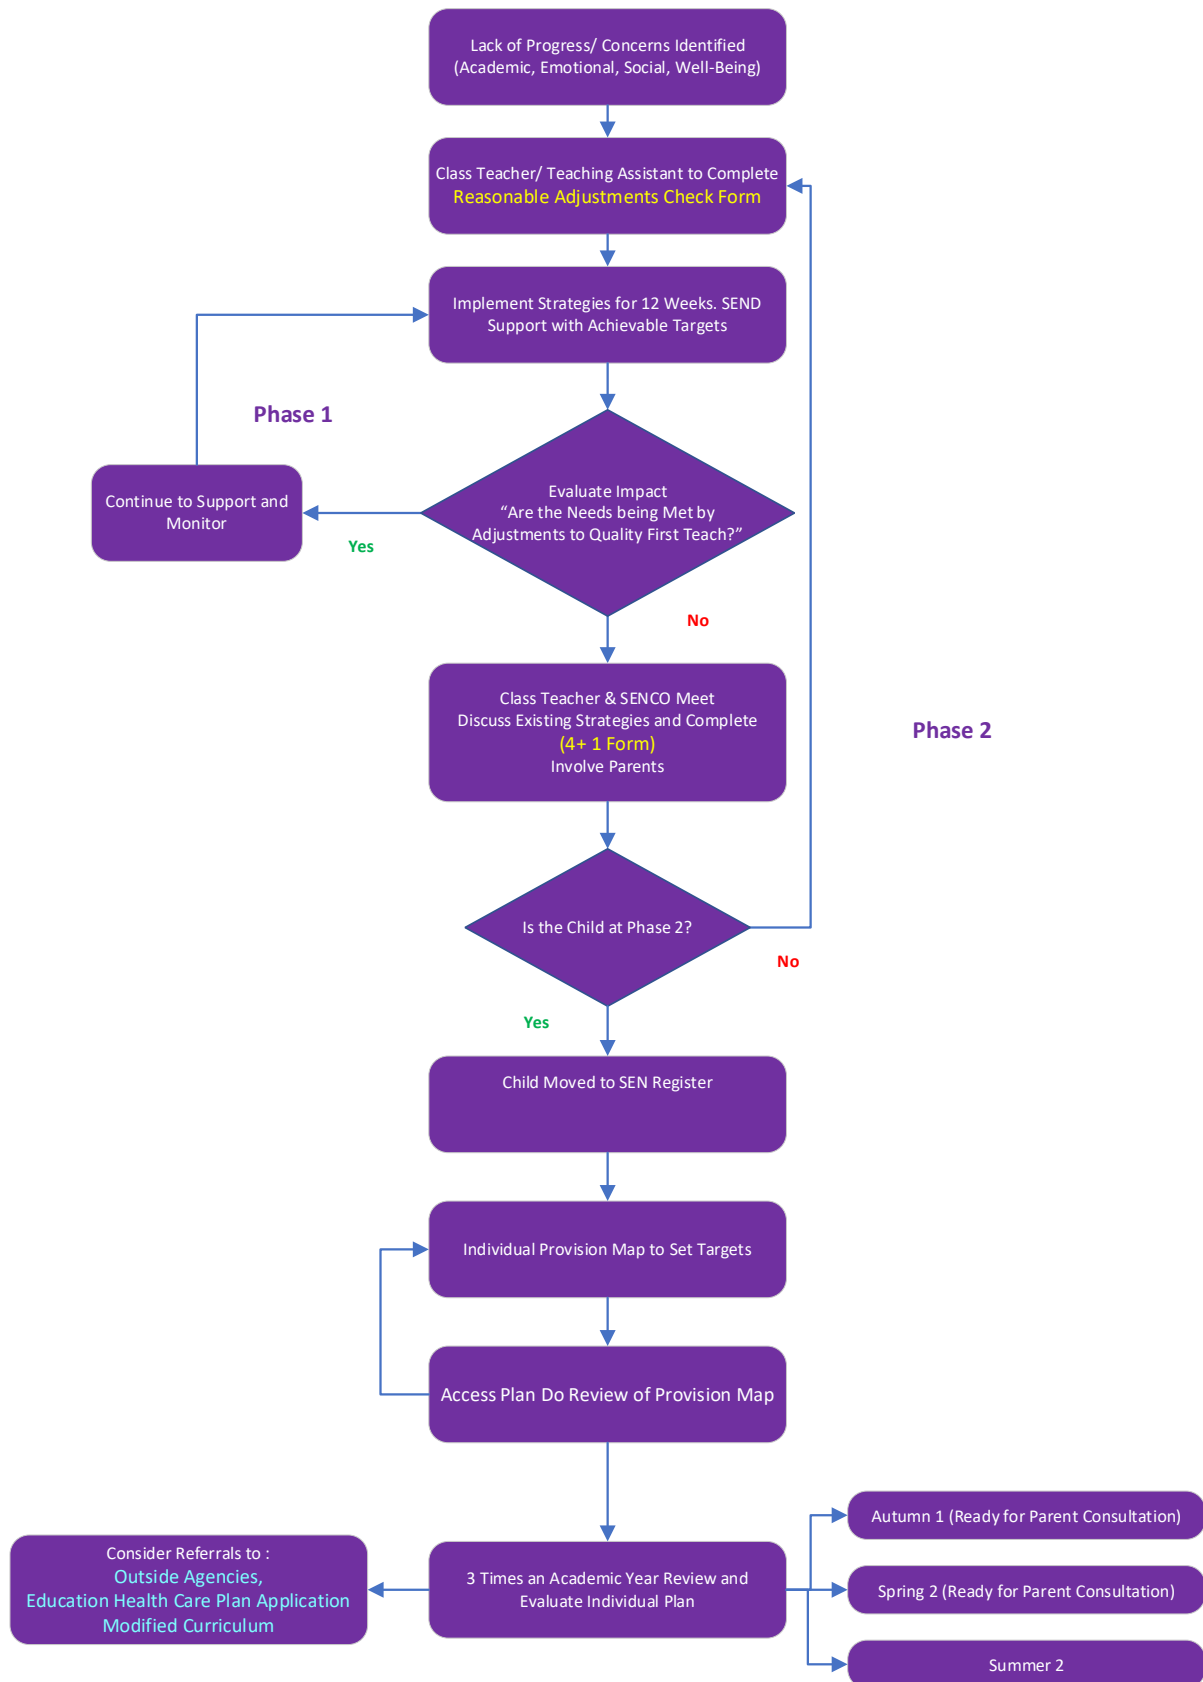 Lack of Progress/ Concerns Identified
(Academic, Emotional, Social, Well-Being)
Class Teacher/ Teaching Assistant to Complete
Reasonable Adjustments Check Form
Implement Strategies for 12 Weeks. SEND
Support with Achievable Targets
Phase 1
Continue to Support and
Monitor
Evaluate Impact
“Are the Needs being Met by
Adjustments to Quality First Teach?”
Yes
No
Class Teacher & SENCO Meet
Discuss Existing Strategies and Complete
(4+ 1 Form)
Involve Parents
Phase 2
Is the Child at Phase 2?
No
Yes
Child Moved to SEN Register
Individual Provision Map to Set Targets
Access Plan Do Review of Provision Map
3 Times an Academic Year Review and
Evaluate Individual Plan
Consider Referrals to :
Outside Agencies,
Education Health Care Plan Application
Modified Curriculum
Autumn 1 (Ready for Parent Consultation)
Spring 2 (Ready for Parent Consultation)
Summer 2